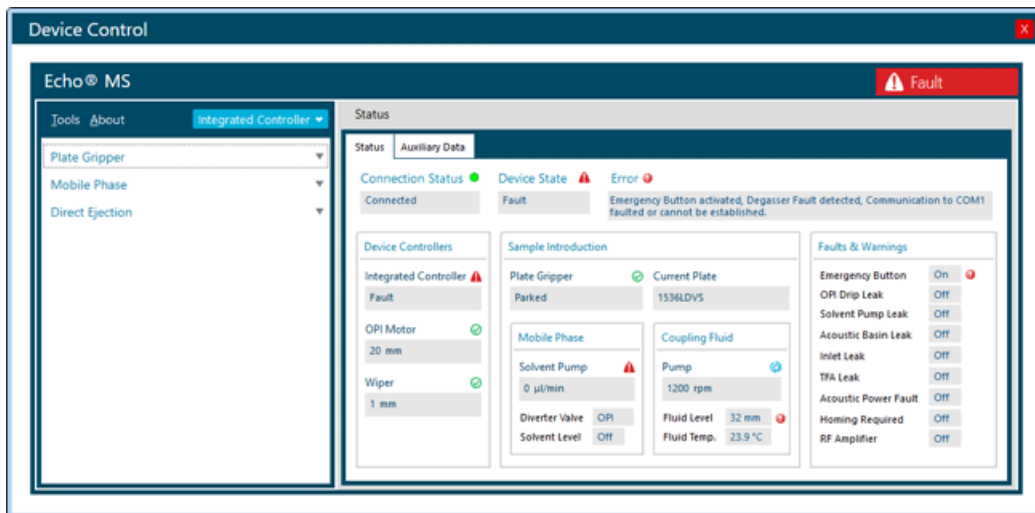 Device Control
X
Echo® MS
Fault
Tools About Integrated Controller
Plate Gripper
Mobile Phase
Direct Ejection
Status
Status Auxiliary Data
Connection Status Device State Error
Connected Fault Emergency Button activated, Degasser Fault detected, Communication to COM1
faulted or cannot be established.
Device Controllers
Integrated Controller
Fault
OPI Motor
20 mm
Wiper
1 mm
Sample Introduction
Plate Gripper Current Plate
Parked 1536LDVS
Mobile Phase
Solvent Pump
0 µl/min
Diverter Valve OPI
Solvent Level Off
Coupling Fluid
Pump
1200 rpm
Fluid Level 32 mm
Fluid Temp. 23.9 °C
Faults & Warnings
Emergency Button On
OPI Drip Leak Off
Solvent Pump Leak Off
Acoustic Basin Leak Off
Inlet Leak Off
TFA Leak Off
Acoustic Power Fault Off
Homing Required Off
RF Amplifier Off